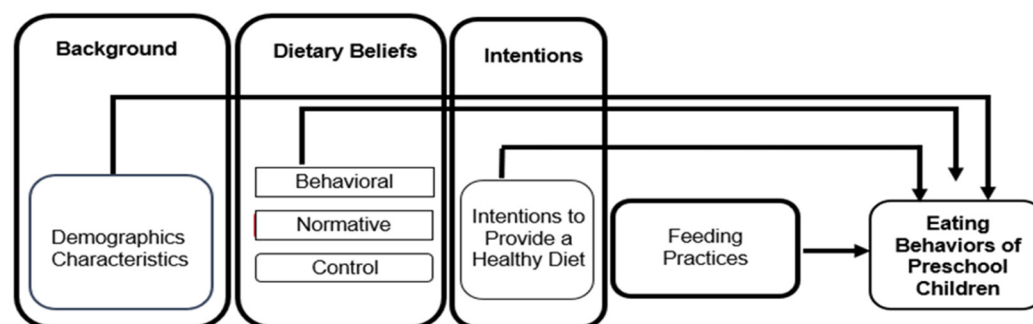 Background
Dietary Beliefs
Intentions
Demographics
Characteristics
Behavioral
Normative
Control
Intentions to
Provide a
Healthy Diet
Feeding
Practices
Eating
Behaviors of
Preschool
Children